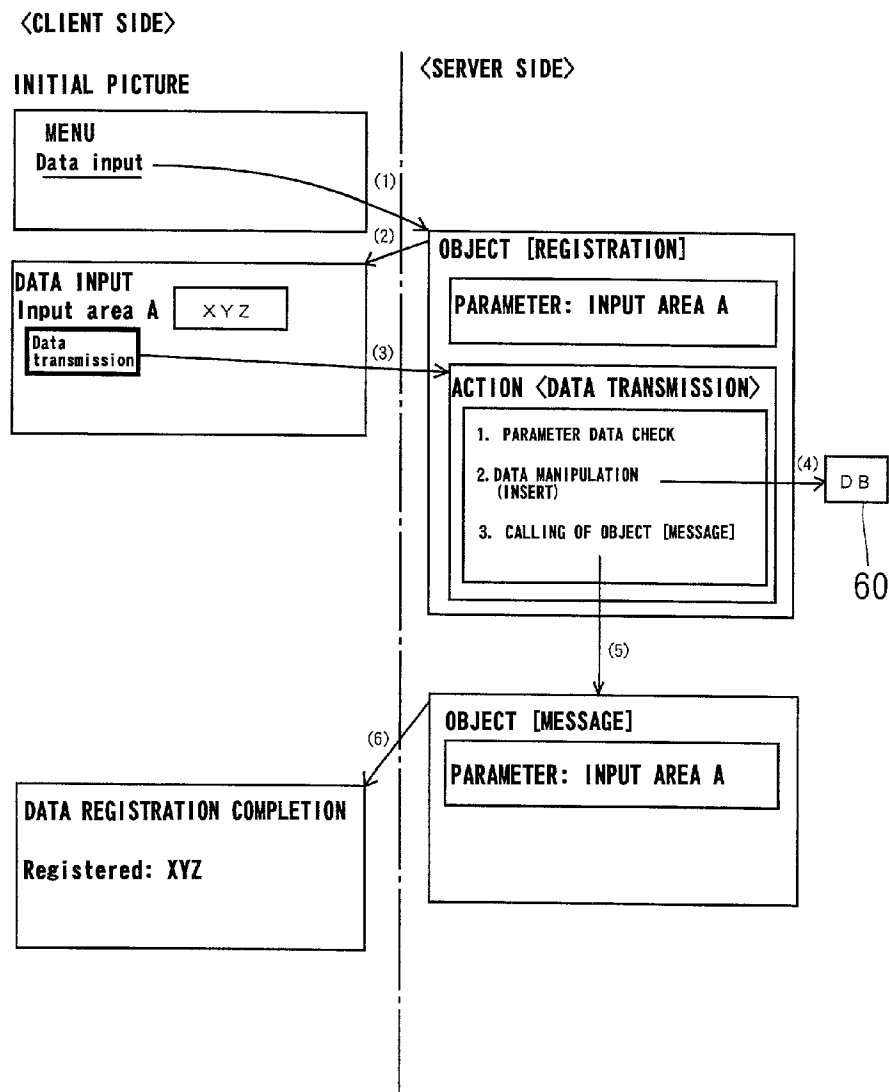 〈CLIENT SIDE〉
〈SERVER SIDE〉
INITIAL PICTURE
MENU
Data input
(1)
(2)
OBJECT [REGISTRATION]
PARAMETER: INPUT AREA A
DATA INPUT
Input area A
XYZ
Data
transmission
(3)
ACTION 〈DATA TRANSMISSION〉
1. PARAMETER DATA CHECK
2. DATA MANIPULATION
(INSERT)
(4)
DB
3. CALLING OF OBJECT [MESSAGE]
60
(5)
OBJECT [MESSAGE]
PARAMETER: INPUT AREA A
(6)
DATA REGISTRATION COMPLETION
Registered: XYZ